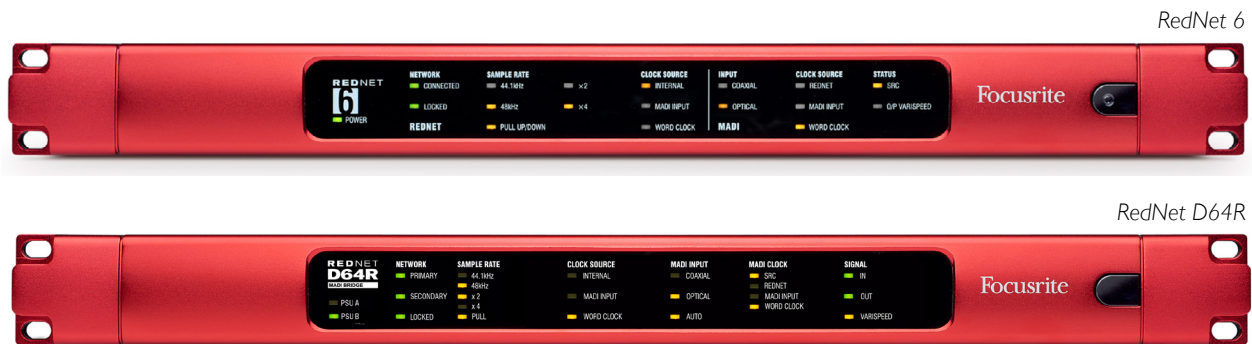 RedNet 6
REDNET
6
POWER
NETWORK
CONNECTED
LOCKED
REDNET
SAMPLE RATE
44.1kHz
×2
48kHz
×4
PULL UP/DOWN
CLOCK SOURCE
INTERNAL
MADI INPUT
WORD CLOCK
INPUT
COAXIAL
OPTICAL
MADI
CLOCK SOURCE
REDNET
MADI INPUT
WORD CLOCK
STATUS
SRC
O/P VARISPEED
Focusrite
RedNet D64R
REDNET
D64R
MADI BRIDGE
PSU A
PSU B
NETWORK
PRIMARY
SECONDARY
LOCKED
SAMPLE RATE
44.1kHz
48kHz
x 2
x 4
PULL
CLOCK SOURCE
INTERNAL
MADI INPUT
WORD CLOCK
MADI INPUT
COAXIAL
OPTICAL
AUTO
MADI CLOCK
SRC
REDNET
MADI INPUT
WORD CLOCK
SIGNAL
IN
OUT
VARISPEED
Focusrite